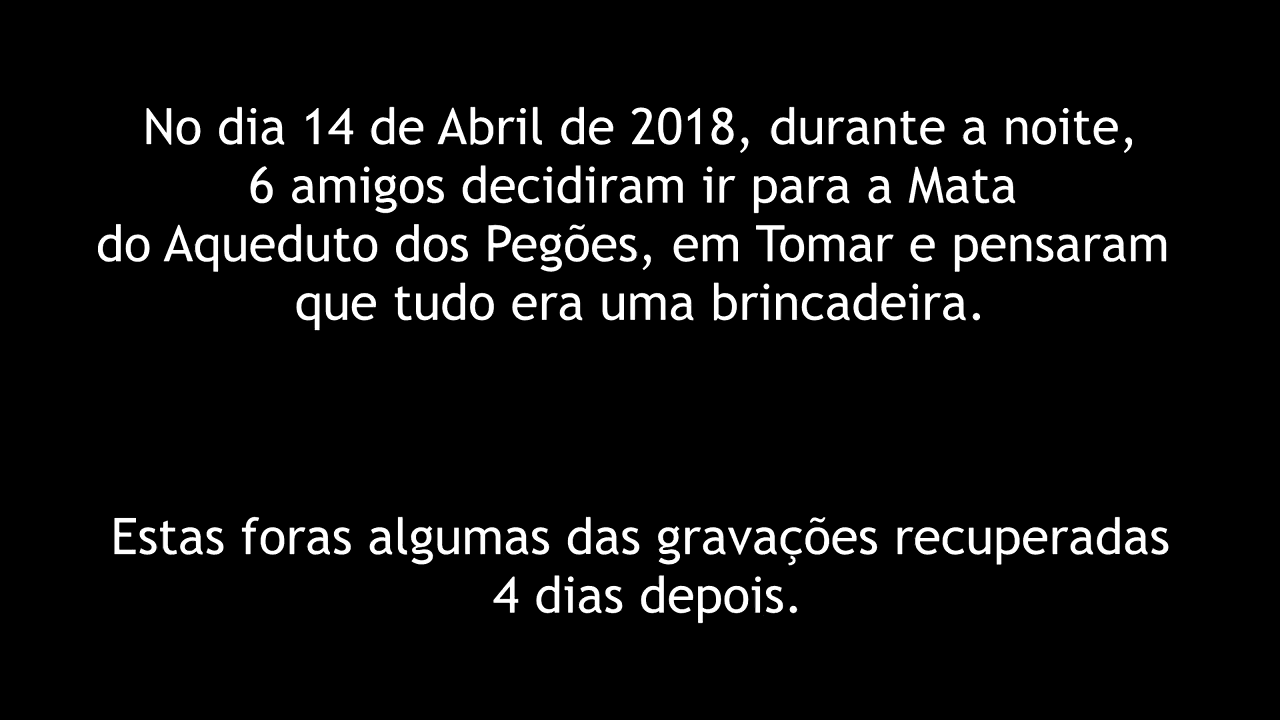 No dia 14 de Abril de 2018, durante a noite,
6 amigos decidiram ir para a Mata
do Aqueduto dos Pegões, em Tomar e pensaram
que tudo era uma brincadeira.
Estas foras algumas das gravações recuperadas
4 dias depois.